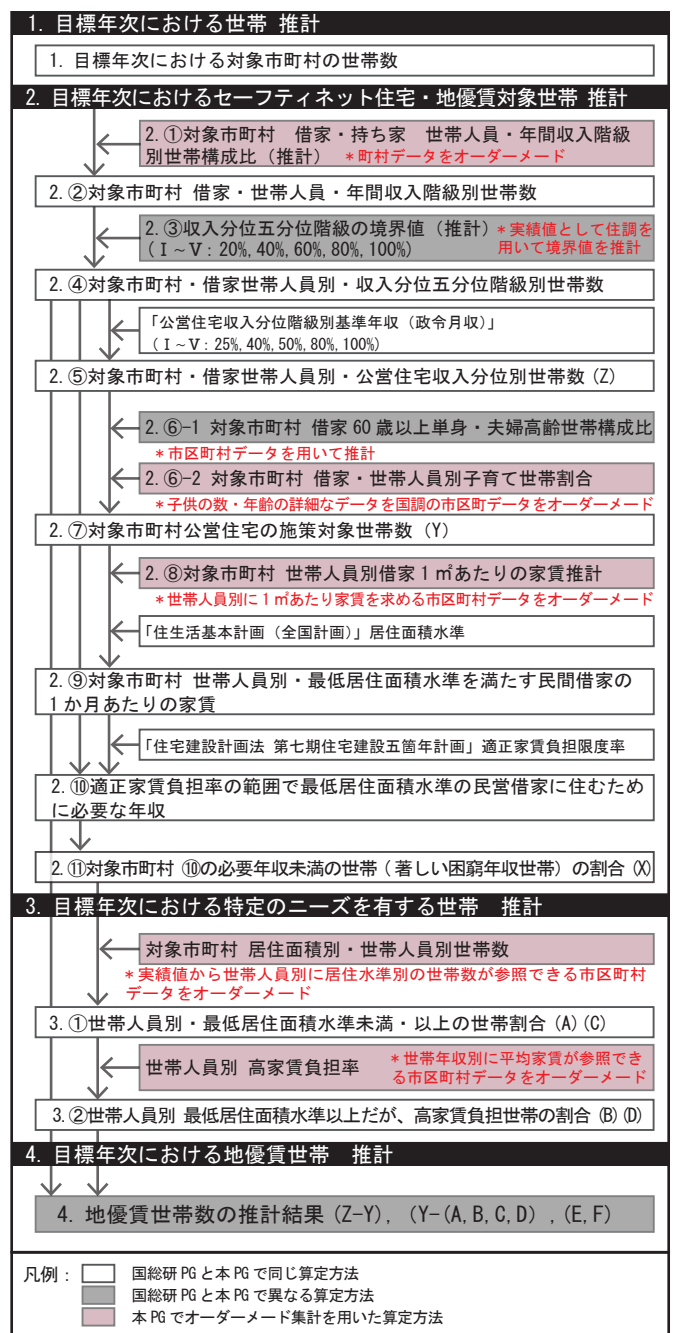 1. 目標年次における世帯 推計
1. 目標年次における対象市町村の世帯数
2. 目標年次におけるセーフティネット住宅・地優賃対象世帯 推計
2.①対象市町村　借家・持ち家　世帯人員・年間収入階級
別世帯構成比（推計）　＊町村データをオーダーメード
2.②対象市町村 借家・世帯人員・年間収入階級別世帯数
2.③収入分位五分位階級の境界値（推計）
＊実績値として住調を
（Ⅰ～Ⅴ：20%, 40%, 60%, 80%, 100%）
用いて境界値を推計
2.④対象市町村・借家世帯人員別・収入分位五分位階級別世帯数
「公営住宅収入分位階級別基準年収（政令月収）」
（Ⅰ～Ⅴ：25%, 40%, 50%, 80%, 100%）
2.⑤対象市町村・借家世帯人員別・公営住宅収入分位別世帯数(Z)
2.⑥-1 対象市町村 借家60歳以上単身・夫婦高齢世帯構成比
＊市区町村データを用いて推計
2.⑥-2 対象市町村 借家・世帯人員別子育て世帯割合
＊子供の数・年齢の詳細なデータを国調の市区町データをオーダーメード
2.⑦対象市町村公営住宅の施策対象世帯数(Y)
2.⑧対象市町村 世帯人員別借家1㎡あたりの家賃推計
＊世帯人員別に1㎡あたり家賃を求める市区町村データをオーダーメード
「住生活基本計画（全国計画）」居住面積水準
2.⑨対象市町村 世帯人員別・最低居住面積水準を満たす民間借家の
1か月あたりの家賃
「住宅建設計画法 第七期住宅建設五箇年計画」適正家賃負担限度率
2.⑩適正家賃負担率の範囲で最低居住面積水準の民営借家に住むため
に必要な年収
2.⑪対象市町村 ⑩の必要年収未満の世帯（著しい困窮年収世帯）の割合(X)
3. 目標年次における特定のニーズを有する世帯　推計
対象市町村 居住面積別・世帯人員別世帯数
＊実績値から世帯人員別に居住水準別の世帯数が参照できる市区町村
データをオーダーメード
3.①世帯人員別・最低居住面積水準未満・以上の世帯割合(A)(C)
世帯人員別 高家賃負担率
＊世帯年収別に平均家賃が参照でき
る市区町村データをオーダーメード
3.②世帯人員別 最低居住面積水準以上だが、高家賃負担世帯の割合(B)(D)
4. 目標年次における地優賃世帯　推計
4. 地優賃世帯数の推計結果(Z-Y), (Y-(A,B,C,D) ,(E,F)
凡例：
国総研PGと本PGで同じ算定方法
国総研PGと本PGで異なる算定方法
本PGでオーダーメード集計を用いた算定方法